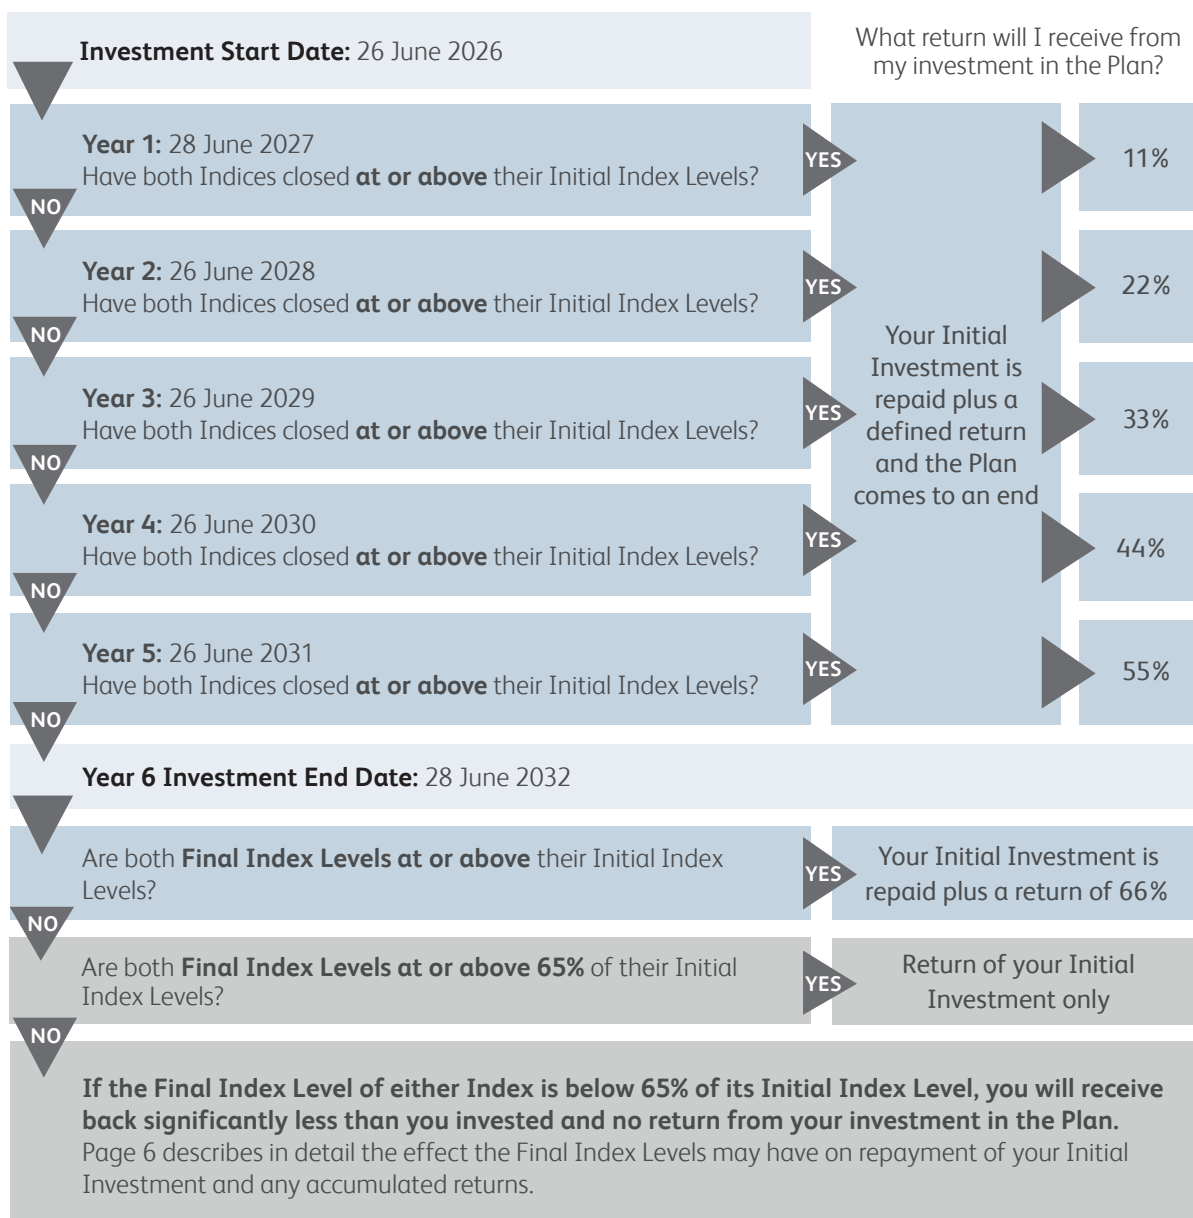 Investment Start Date: 26 June 2026
What return will I receive from
my investment in the Plan?
Year 1: 28 June 2027
Have both Indices closed at or above their Initial Index Levels?
YES
11%
NO
Year 2: 26 June 2028
Have both Indices closed at or above their Initial Index Levels?
YES
22%
NO
Year 3: 26 June 2029
Have both Indices closed at or above their Initial Index Levels?
YES
33%
NO
Year 4: 26 June 2030
Have both Indices closed at or above their Initial Index Levels?
YES
44%
NO
Year 5: 26 June 2031
Have both Indices closed at or above their Initial Index Levels?
YES
55%
NO
Your Initial
Investment is
repaid plus a
defined return
and the Plan
comes to an end
Year 6 Investment End Date: 28 June 2032
Are both Final Index Levels at or above their Initial Index
Levels?
YES
Your Initial Investment is
repaid plus a return of 66%
NO
Are both Final Index Levels at or above 65% of their Initial
Index Levels?
YES
Return of your Initial
Investment only
NO
If the Final Index Level of either Index is below 65% of its Initial Index Level, you will receive
back significantly less than you invested and no return from your investment in the Plan.
Page 6 describes in detail the effect the Final Index Levels may have on repayment of your Initial
Investment and any accumulated returns.